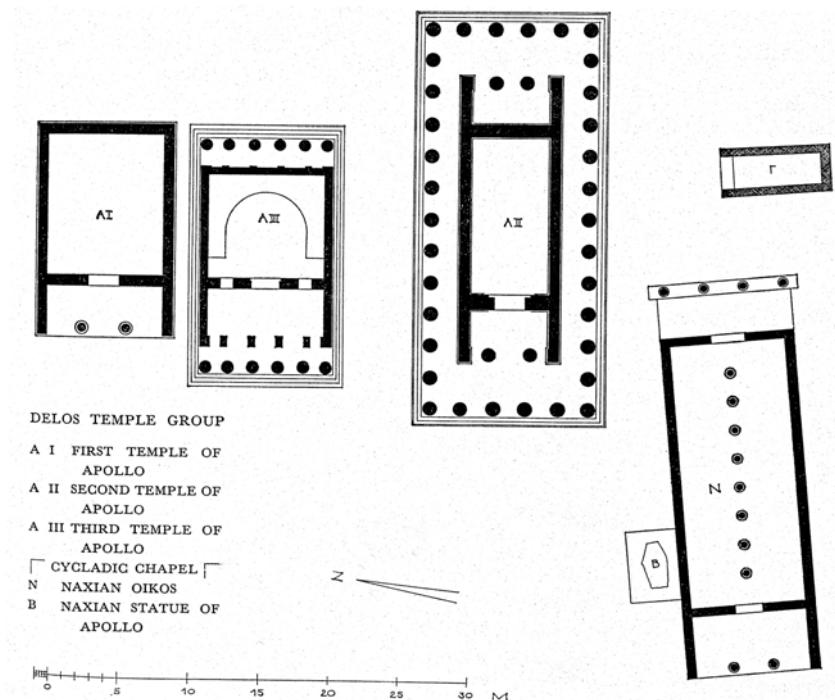 A I
A III
A II
Γ
N
B
DELOS TEMPLE GROUP
A I FIRST TEMPLE OF
APOLLO
A II SECOND TEMPLE OF
APOLLO
A III THIRD TEMPLE OF
APOLLO
Γ CYCLADIC CHAPEL Γ
N NAXIAN OIKOS
B NAXIAN STATUE OF
APOLLO
N
0 5 10 15 20 25 30 M